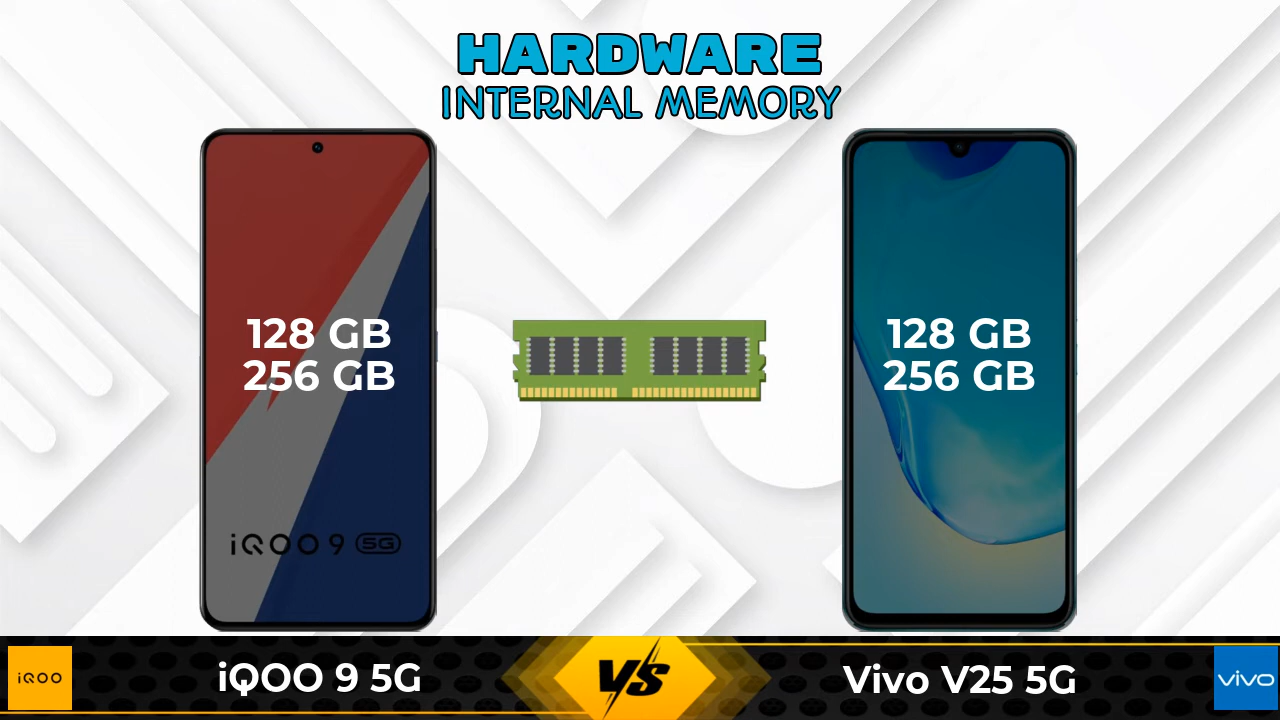 HARDWARE
INTERNAL MEMORY
128 GB
256 GB
iQOO 9 5G
128 GB
256 GB
iQOO
iQOO 9 5G
VS
Vivo V25 5G
vivo